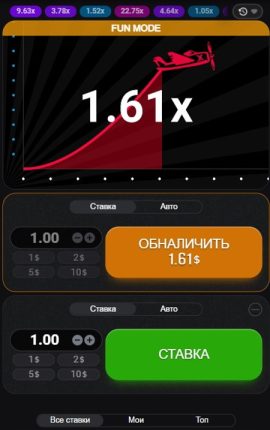 9.63x 3.78x 1.52x 22.75x 4.64x 1.05x
FUN MODE
1.61x
Ставка Авто
1.00
1$ 2$
5$ 10$
ОБНАЛИЧИТЬ
1.61$
Ставка Авто
1.00
1$ 2$
5$ 10$
СТАВКА
Все ставки Мои Топ